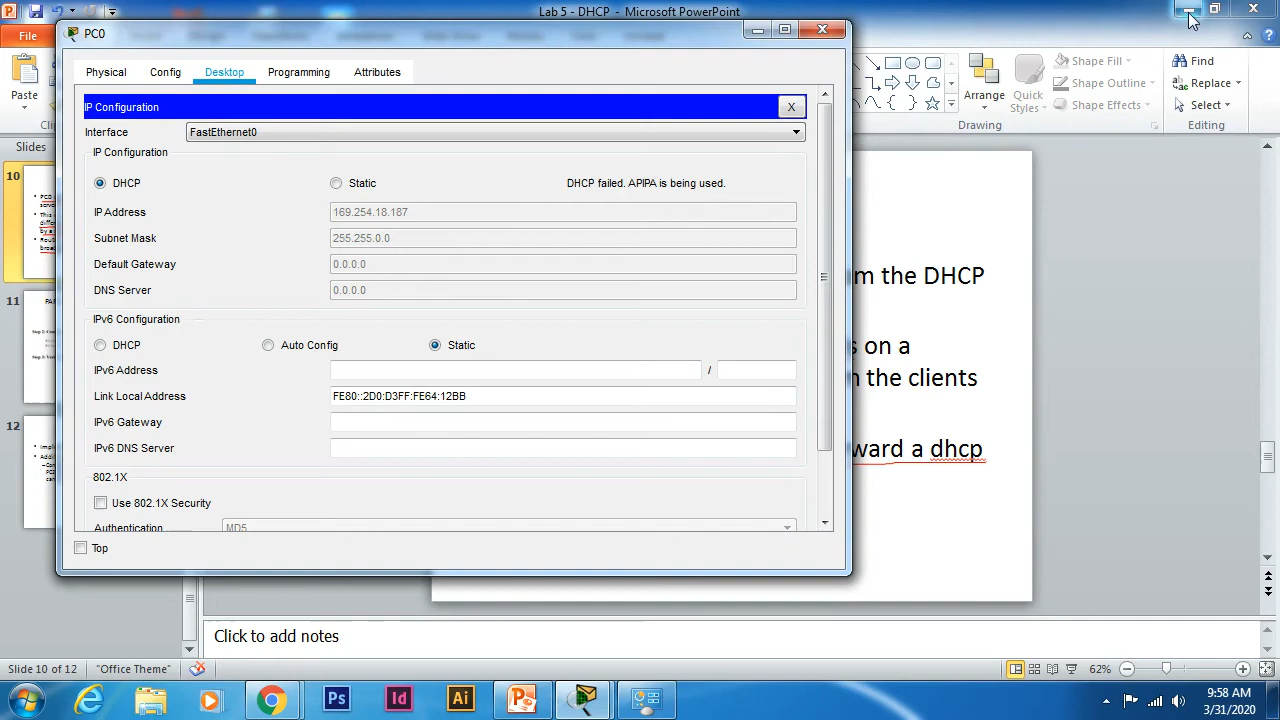 Lab 5 - DHCP - Microsoft PowerPoint
PC0
File
Paste
Physical
Config
Desktop
Programming
Attributes
IP Configuration
X
Interface
FastEthernet0
IP Configuration
DHCP
Static
DHCP failed. APIPA is being used.
IP Address
169.254.18.187
Subnet Mask
255.255.0.0
Default Gateway
0.0.0.0
DNS Server
0.0.0.0
IPv6 Configuration
DHCP
Auto Config
Static
IPv6 Address
/
Link Local Address
FE80::2D0:D3FF:FE64:12BB
IPv6 Gateway
IPv6 DNS Server
802.1X
Use 802.1X Security
Authentication
MD5
Top
Arrange
Quick
Styles
Shape Fill
Shape Outline
Shape Effects
Drawing
Find
Replace
Select
Editing
Slides
10
11
12
m the DHCP
s on a
n the clients
ward a dhcp
Click to add notes
Slide 10 of 12
"Office Theme"
62%
Ps
Id
Ai
9:58 AM
3/31/2020